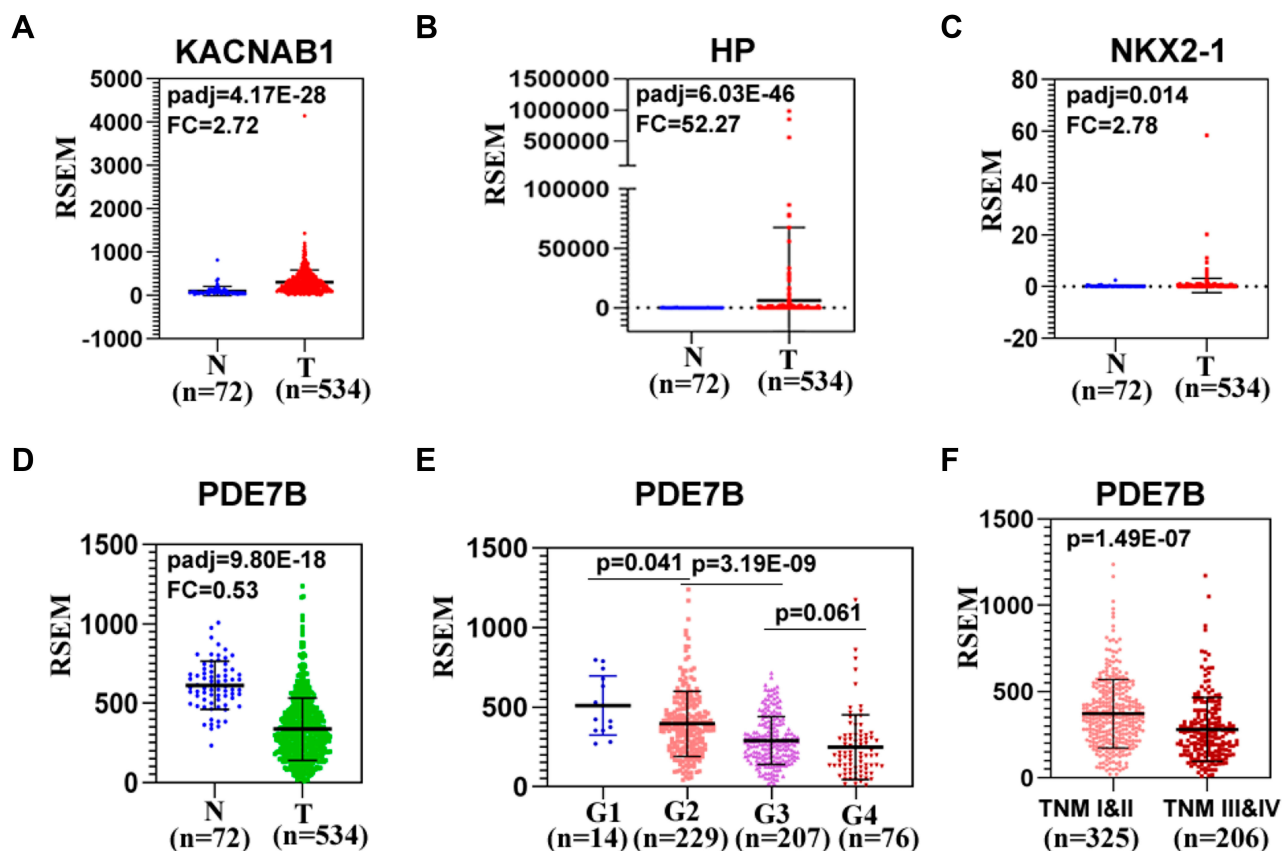 A
KACNAB1
5000
4000
3000
2000
1000
0
-1000
RSEM
padj=4.17E-28
FC=2.72
N
T
(n=72)
(n=534)
B
HP
1500000
1000000
500000
100000
50000
0
RSEM
padj=6.03E-46
FC=52.27
N
T
(n=72)
(n=534)
C
NKX2-1
80
60
40
20
0
-20
RSEM
padj=0.014
FC=2.78
N
T
(n=72)
(n=534)
D
PDE7B
1500
1000
500
0
RSEM
padj=9.80E-18
FC=0.53
N
T
(n=72)
(n=534)
E
PDE7B
1500
1000
500
0
RSEM
p=0.041
p=3.19E-09
p=0.061
G1
G2
G3
G4
(n=14)
(n=229)
(n=207)
(n=76)
F
PDE7B
1500
1000
500
0
RSEM
p=1.49E-07
TNM I&II
TNM III&IV
(n=325)
(n=206)